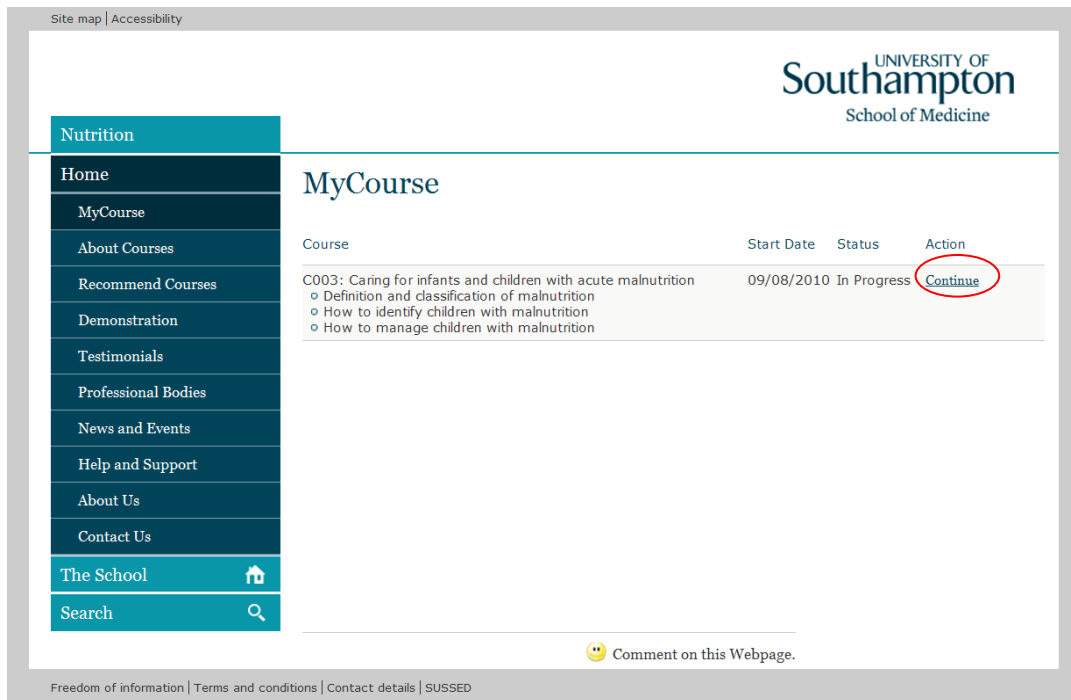 Site map | Accessibility
UNIVERSITY OF
Southampton
School of Medicine
Nutrition
Home
MyCourse
About Courses
Recommend Courses
Demonstration
Testimonials
Professional Bodies
News and Events
Help and Support
About Us
Contact Us
The School
Search
MyCourse
Course Start Date Status Action
C003: Caring for infants and children with acute malnutrition 09/08/2010 In Progress Continue
Definition and classification of malnutrition
How to identify children with malnutrition
How to manage children with malnutrition
Comment on this Webpage.
Freedom of information | Terms and conditions | Contact details | SUSSED